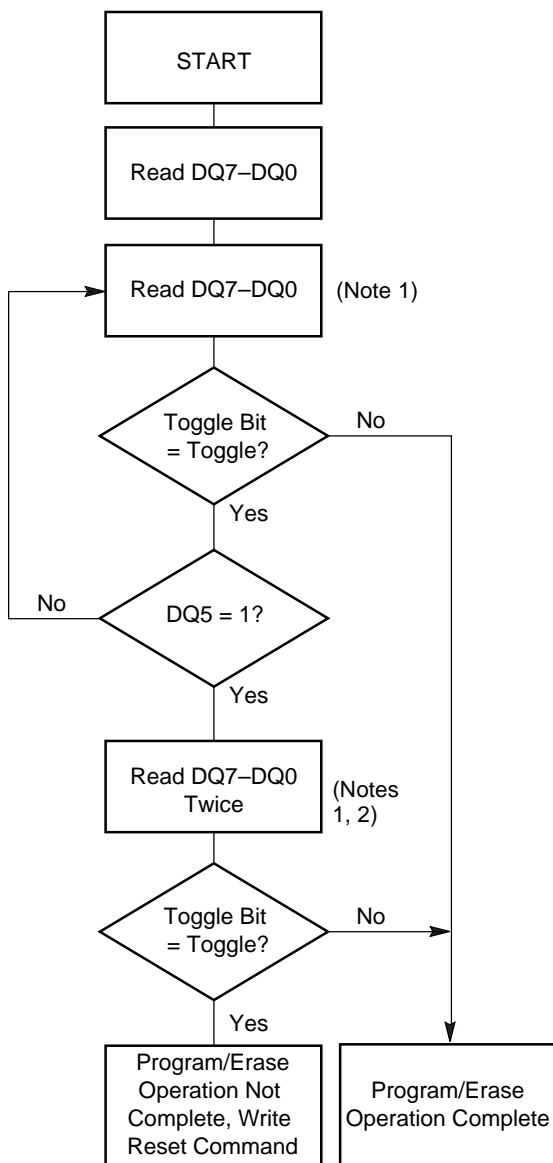 START
Read DQ7–DQ0
Read DQ7–DQ0
(Note 1)
Toggle Bit
= Toggle?
No
Yes
No
DQ5 = 1?
Yes
Read DQ7–DQ0
Twice
(Notes
1, 2)
Toggle Bit
= Toggle?
No
Yes
Program/Erase
Operation Not
Complete, Write
Reset Command
Program/Erase
Operation Complete